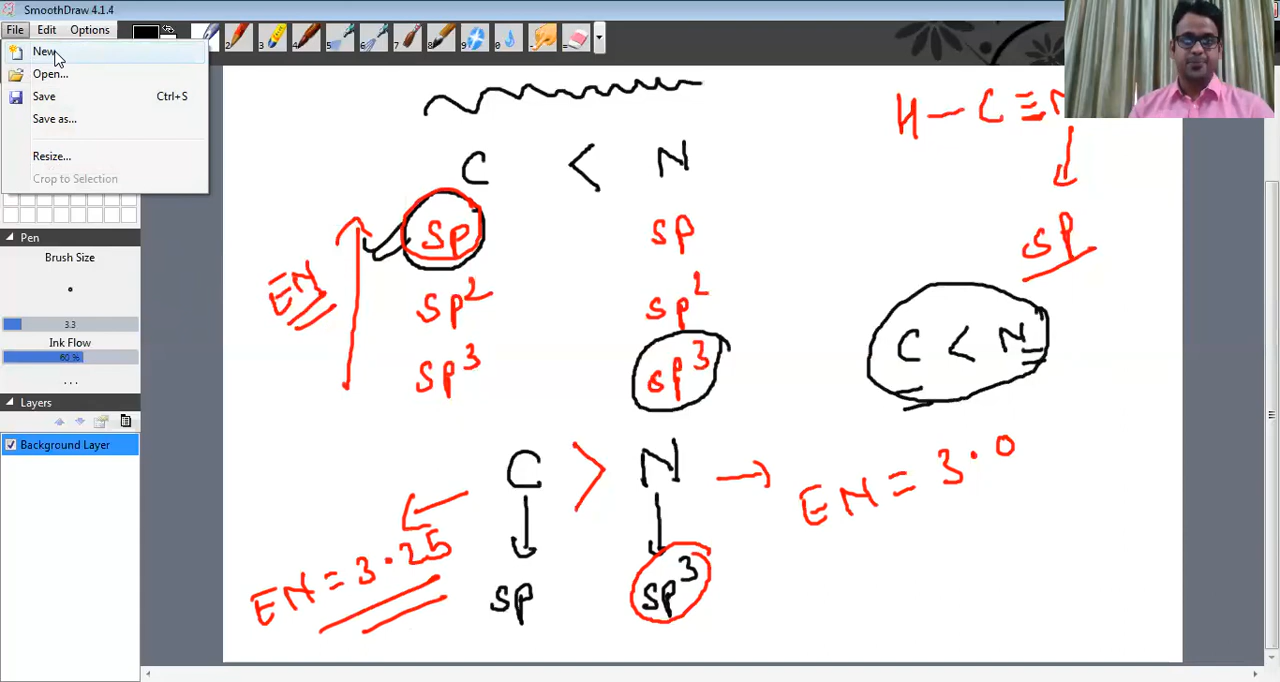 SmoothDraw 4.1.4
File Edit Options
New
Open...
Save Ctrl+S
Save as...
Resize...
Crop to Selection
Pen
Brush Size
3.3
Ink Flow
60 %
...
Layers
Background Layer
H — C ≡ N
C < N
sp sp
sp
EN
sp² sp²
C < N
sp³ sp³
C > N → EN = 3.0
EN = 3.25
sp sp³